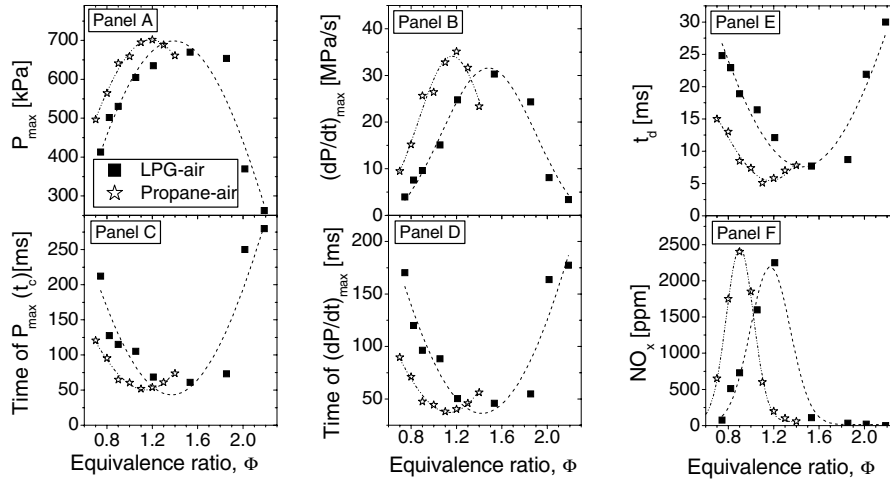 Panel A
P_max [kPa]
700
600
500
400
300
LPG-air
Propane-air
Panel B
(dP/dt)_max [MPa/s]
40
30
20
10
0
Panel E
t_d [ms]
30
25
20
15
10
5
0
Panel C
Time of P_max (t_c)[ms]
250
200
150
100
50
0
0.8 1.2 1.6 2.0
Equivalence ratio, Φ
Panel D
Time of (dP/dt)_max [ms]
200
150
100
50
0.8 1.2 1.6 2.0
Equivalence ratio, Φ
Panel F
NO_x [ppm]
2500
2000
1500
1000
500
0
0.8 1.2 1.6 2.0
Equivalence ratio, Φ